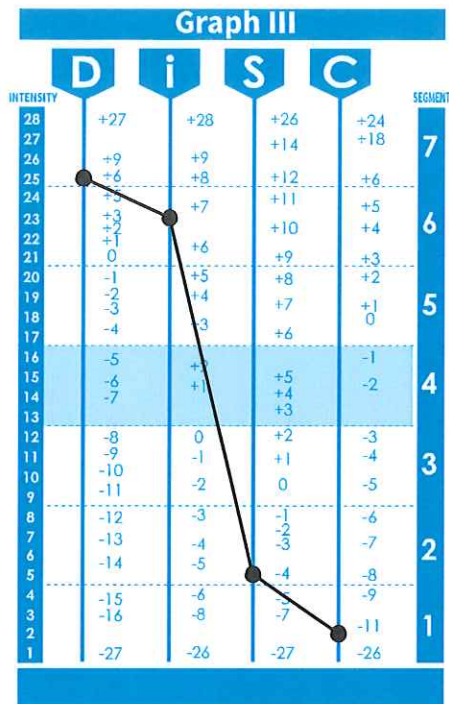 Graph III
D i S C
INTENSITY SEGMENT
28 +27 +28 +26 +24
27 +14 +18 7
26 +9 +9
25 +6 +8 +12 +6
24 +5 +7 +11 +5
23 +3 +10 +4 6
+2
22 +1 +6
21 0 +9 +3
20 -1 +5 +8 +2
19 -2 +4 +7 +1 5
18 -3 0
17 -4 +3 +6
16 -5 +2 -1
15 -6 +1 +5 -2 4
14 -7 +4
13 +3
12 -8 0 +2 -3
11 -9 -1 +1 -4 3
10 -10 -2 0 -5
9 -11
8 -12 -3 -1 -6
-2
7 -13 -4 -3 -7 2
6 -14 -5
5 -4 -8
4 -15 -6 -5 -9
3 -16 -8 -7 1
2 -11
1 -27 -26 -27 -26